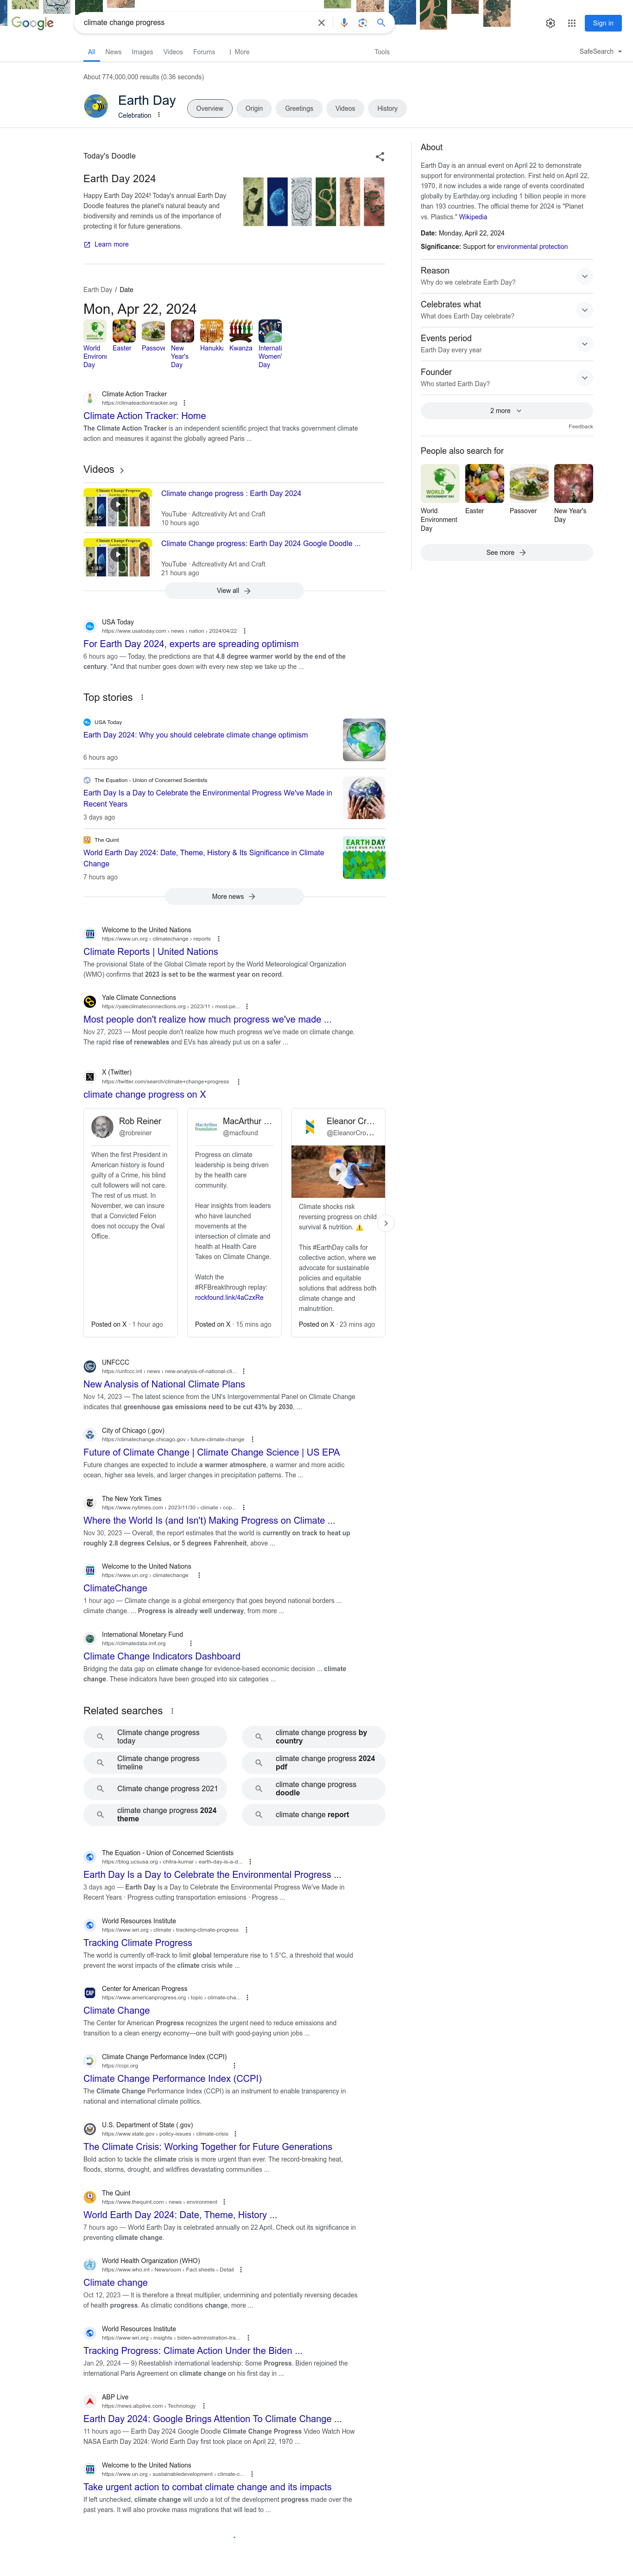 Google
climate change progress
Sign in
All News Images Videos Forums More Tools SafeSearch
About 774,000,000 results (0.36 seconds)
Earth Day
Celebration
Overview Origin Greetings Videos History
Today's Doodle
Earth Day 2024
Happy Earth Day 2024! Today's annual Earth Day
Doodle features the planet's natural beauty and
biodiversity and reminds us of the importance of
protecting it for future generations.
Learn more
Earth Day / Date
Mon, Apr 22, 2024
World Environ Day
Easter
Passove
New Year's Day
Hanukk
Kwanza
Internati Women' Day
Climate Action Tracker
https://climateactiontracker.org
Climate Action Tracker: Home
The Climate Action Tracker is an independent scientific project that tracks government climate
action and measures it against the globally agreed Paris ...
Videos
Climate change progress : Earth Day 2024
YouTube · Adtcreativity Art and Craft
10 hours ago
Climate Change progress: Earth Day 2024 Google Doodle ...
YouTube · Adtcreativity Art and Craft
21 hours ago
View all
USA Today
https://www.usatoday.com › news › nation › 2024/04/22
For Earth Day 2024, experts are spreading optimism
6 hours ago — Today, the predictions are that 4.8 degree warmer world by the end of the
century. "And that number goes down with every new step we take up the ...
Top stories
USA Today
Earth Day 2024: Why you should celebrate climate change optimism
6 hours ago
The Equation - Union of Concerned Scientists
Earth Day Is a Day to Celebrate the Environmental Progress We've Made in
Recent Years
3 days ago
The Quint
World Earth Day 2024: Date, Theme, History & Its Significance in Climate
Change
7 hours ago
EARTH DAY
LOVE OUR PLANET
More news
Welcome to the United Nations
https://www.un.org › climatechange › reports
Climate Reports | United Nations
The provisional State of the Global Climate report by the World Meteorological Organization
(WMO) confirms that 2023 is set to be the warmest year on record.
Yale Climate Connections
https://yaleclimateconnections.org › 2023/11 › most-pe...
Most people don't realize how much progress we've made ...
Nov 27, 2023 — Most people don't realize how much progress we've made on climate change.
The rapid rise of renewables and EVs has already put us on a safer ...
X (Twitter)
https://twitter.com/search/climate+change+progress
climate change progress on X
Rob Reiner
@robreiner
When the first President in
American history is found
guilty of a Crime, his blind
cult followers will not care.
The rest of us must. In
November, we can insure
that a Convicted Felon
does not occupy the Oval
Office.
Posted on X · 1 hour ago
MacArthur ...
@macfound
Progress on climate
leadership is being driven
by the health care
community.
Hear insights from leaders
who have launched
movements at the
intersection of climate and
health at Health Care
Takes on Climate Change.
Watch the
#RFBreakthrough replay:
rockfound.link/4aCzxRe
Posted on X · 15 mins ago
Eleanor Cr...
@EleanorCro...
Climate shocks risk
reversing progress on child
survival & nutrition. ⚠️
This #EarthDay calls for
collective action, where we
advocate for sustainable
policies and equitable
solutions that address both
climate change and
malnutrition.
Posted on X · 23 mins ago
UNFCCC
https://unfccc.int › news › new-analysis-of-national-cli...
New Analysis of National Climate Plans
Nov 14, 2023 — The latest science from the UN's Intergovernmental Panel on Climate Change
indicates that greenhouse gas emissions need to be cut 43% by 2030, ...
City of Chicago (.gov)
https://climatechange.chicago.gov › future-climate-change
Future of Climate Change | Climate Change Science | US EPA
Future changes are expected to include a warmer atmosphere, a warmer and more acidic
ocean, higher sea levels, and larger changes in precipitation patterns. The ...
The New York Times
https://www.nytimes.com › 2023/11/30 › climate › cop...
Where the World Is (and Isn't) Making Progress on Climate ...
Nov 30, 2023 — Overall, the report estimates that the world is currently on track to heat up
roughly 2.8 degrees Celsius, or 5 degrees Fahrenheit, above ...
Welcome to the United Nations
https://www.un.org › climatechange
ClimateChange
1 hour ago — Climate change is a global emergency that goes beyond national borders ...
climate change. ... Progress is already well underway, from more ...
International Monetary Fund
https://climatedata.imf.org
Climate Change Indicators Dashboard
Bridging the data gap on climate change for evidence-based economic decision ... climate
change. These indicators have been grouped into six categories ...
Related searches
Climate change progress today
climate change progress by country
Climate change progress timeline
climate change progress 2024 pdf
Climate change progress 2021
climate change progress doodle
climate change progress 2024 theme
climate change report
The Equation - Union of Concerned Scientists
https://blog.ucsusa.org › chitra-kumar › earth-day-is-a-d...
Earth Day Is a Day to Celebrate the Environmental Progress ...
3 days ago — Earth Day Is a Day to Celebrate the Environmental Progress We've Made in
Recent Years · Progress cutting transportation emissions · Progress ...
World Resources Institute
https://www.wri.org › climate › tracking-climate-progress
Tracking Climate Progress
The world is currently off-track to limit global temperature rise to 1.5°C, a threshold that would
prevent the worst impacts of the climate crisis while ...
Center for American Progress
https://www.americanprogress.org › topic › climate-cha...
Climate Change
The Center for American Progress recognizes the urgent need to reduce emissions and
transition to a clean energy economy—one built with good-paying union jobs ...
Climate Change Performance Index (CCPI)
https://ccpi.org
Climate Change Performance Index (CCPI)
The Climate Change Performance Index (CCPI) is an instrument to enable transparency in
national and international climate politics.
U.S. Department of State (.gov)
https://www.state.gov › policy-issues › climate-crisis
The Climate Crisis: Working Together for Future Generations
Bold action to tackle the climate crisis is more urgent than ever. The record-breaking heat,
floods, storms, drought, and wildfires devastating communities ...
The Quint
https://www.thequint.com › news › environment
World Earth Day 2024: Date, Theme, History ...
7 hours ago — World Earth Day is celebrated annually on 22 April. Check out its significance in
preventing climate change.
World Health Organization (WHO)
https://www.who.int › Newsroom › Fact sheets › Detail
Climate change
Oct 12, 2023 — It is therefore a threat multiplier, undermining and potentially reversing decades
of health progress. As climatic conditions change, more ...
World Resources Institute
https://www.wri.org › insights › biden-administration-tra...
Tracking Progress: Climate Action Under the Biden ...
Jan 29, 2024 — 9) Reestablish international leadership: Some Progress. Biden rejoined the
international Paris Agreement on climate change on his first day in ...
ABP Live
https://news.abplive.com › Technology
Earth Day 2024: Google Brings Attention To Climate Change ...
11 hours ago — Earth Day 2024 Google Doodle Climate Change Progress Video Watch How
NASA Earth Day 2024: World Earth Day first took place on April 22, 1970 ...
Welcome to the United Nations
https://www.un.org › sustainabledevelopment › climate-c...
Take urgent action to combat climate change and its impacts
If left unchecked, climate change will undo a lot of the development progress made over the
past years. It will also provoke mass migrations that will lead to ...
About
Earth Day is an annual event on April 22 to demonstrate
support for environmental protection. First held on April 22,
1970, it now includes a wide range of events coordinated
globally by Earthday.org including 1 billion people in more
than 193 countries. The official theme for 2024 is "Planet
vs. Plastics." Wikipedia
Date: Monday, April 22, 2024
Significance: Support for environmental protection
Reason
Why do we celebrate Earth Day?
Celebrates what
What does Earth Day celebrate?
Events period
Earth Day every year
Founder
Who started Earth Day?
2 more
Feedback
People also search for
World Environment Day
Easter
Passover
New Year's Day
See more